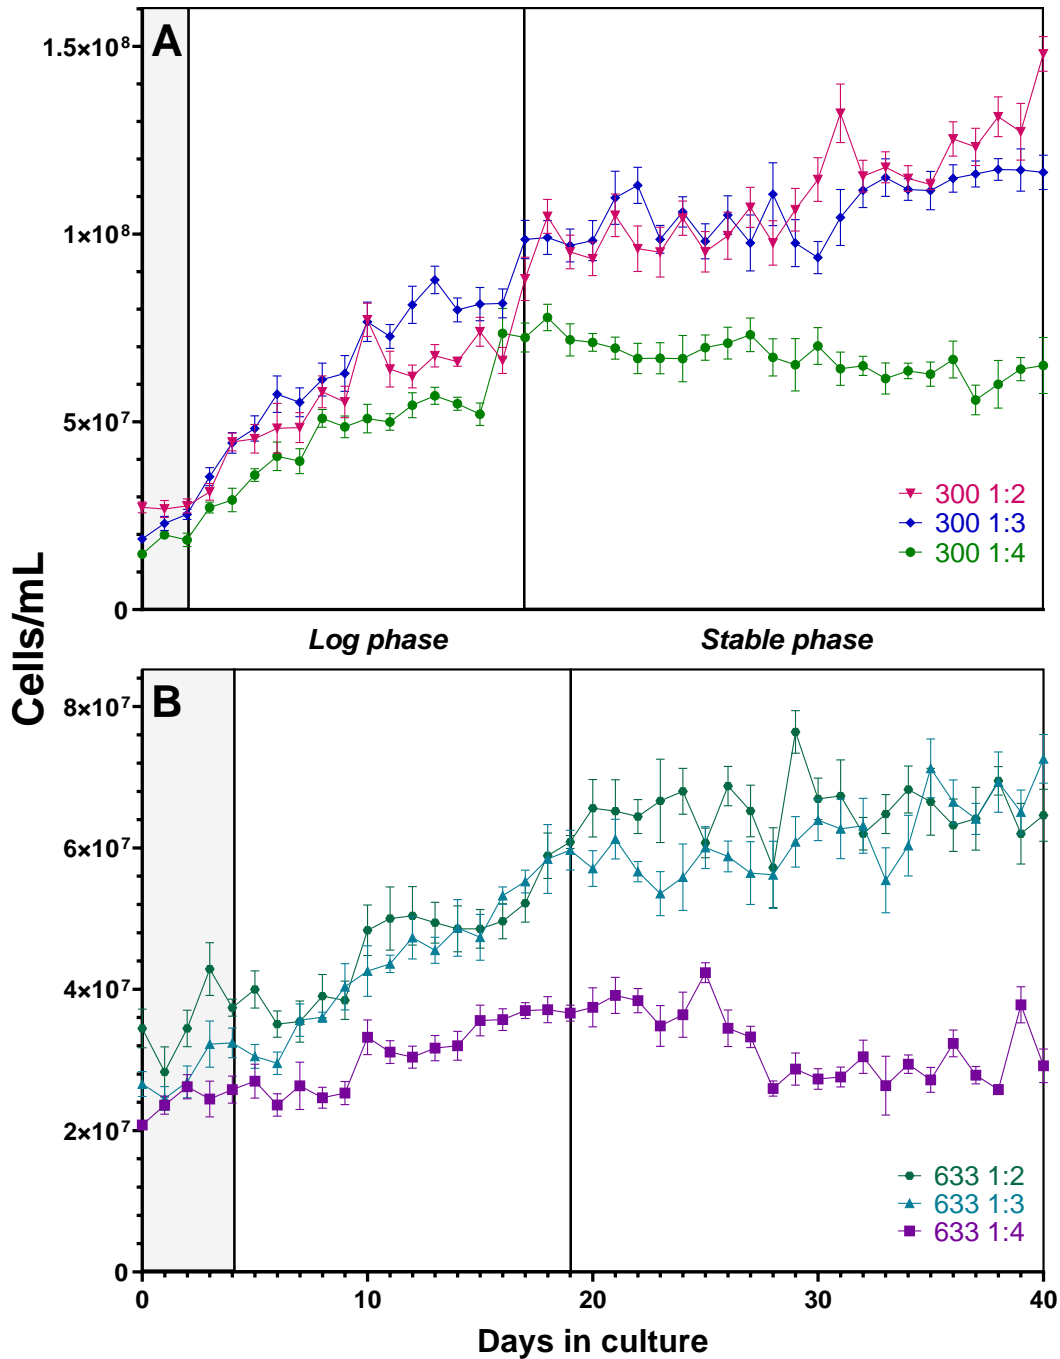 A
1.5×10⁸
1×10⁸
5×10⁷
0
300 1:2
300 1:3
300 1:4
Cells/mL
Log phase
Stable phase
B
8×10⁷
6×10⁷
4×10⁷
2×10⁷
0
633 1:2
633 1:3
633 1:4
0 10 20 30 40
Days in culture